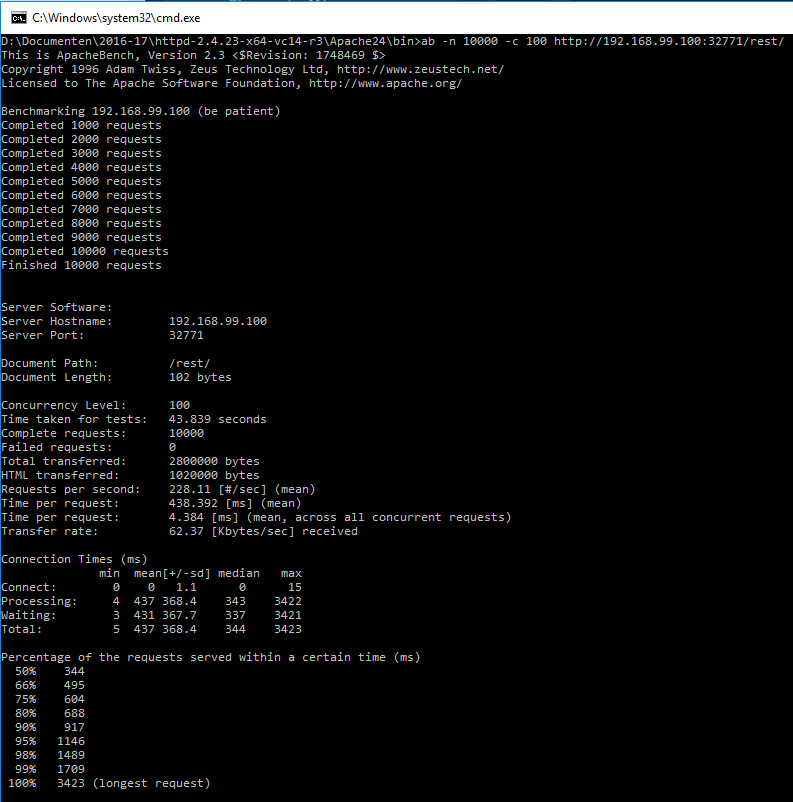 C:\Windows\system32\cmd.exe
D:\Documenten\2016-17\httpd-2.4.23-x64-vc14-r3\Apache24\bin>ab -n 10000 -c 100 http://192.168.99.100:32771/rest/
This is ApacheBench, Version 2.3 <$Revision: 1748469 $>
Copyright 1996 Adam Twiss, Zeus Technology Ltd, http://www.zeustech.net/
Licensed to The Apache Software Foundation, http://www.apache.org/

Benchmarking 192.168.99.100 (be patient)
Completed 1000 requests
Completed 2000 requests
Completed 3000 requests
Completed 4000 requests
Completed 5000 requests
Completed 6000 requests
Completed 7000 requests
Completed 8000 requests
Completed 9000 requests
Completed 10000 requests
Finished 10000 requests


Server Software:
Server Hostname:        192.168.99.100
Server Port:            32771

Document Path:          /rest/
Document Length:        102 bytes

Concurrency Level:      100
Time taken for tests:   43.839 seconds
Complete requests:      10000
Failed requests:        0
Total transferred:      2800000 bytes
HTML transferred:       1020000 bytes
Requests per second:    228.11 [#/sec] (mean)
Time per request:       438.392 [ms] (mean)
Time per request:       4.384 [ms] (mean, across all concurrent requests)
Transfer rate:          62.37 [Kbytes/sec] received

Connection Times (ms)
              min  mean[+/-sd] median   max
Connect:        0    0   1.1      0      15
Processing:     4  437 368.4    343    3422
Waiting:        3  431 367.7    337    3421
Total:          5  437 368.4    344    3423

Percentage of the requests served within a certain time (ms)
  50%    344
  66%    495
  75%    604
  80%    688
  90%    917
  95%   1146
  98%   1489
  99%   1709
 100%   3423 (longest request)